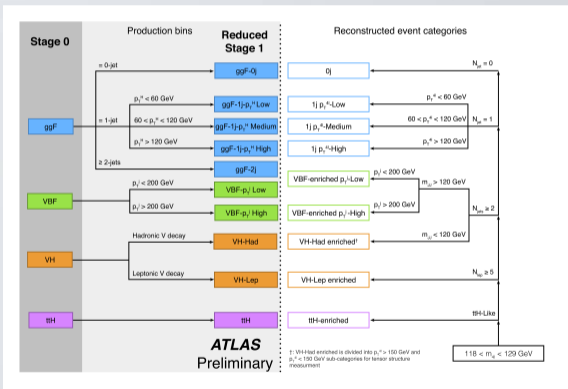 Production bins
Reconstructed event categories
Stage 0
Reduced
Stage 1
= 0-jet
ggF-0j
0j
N_jet = 0
p_T^H < 60 GeV
ggF-1j-p_T^H Low
1j p_T^4l-Low
p_T^4l < 60 GeV
ggF
= 1-jet
60 < p_T^H < 120 GeV
ggF-1j-p_T^H Medium
1j p_T^4l-Medium
60 < p_T^4l < 120 GeV
N_jet = 1
p_T^H > 120 GeV
ggF-1j-p_T^H High
1j p_T^4l-High
p_T^4l > 120 GeV
≥ 2-jets
ggF-2j
VBF
p_T^j < 200 GeV
VBF-p_T^j Low
VBF-enriched p_T^j-Low
p_T^j < 200 GeV
m_jj > 120 GeV
p_T^j > 200 GeV
VBF-p_T^j High
VBF-enriched p_T^j-High
p_T^j > 200 GeV
N_jets ≥ 2
VH
Hadronic V decay
VH-Had
VH-Had enriched†
m_jj < 120 GeV
Leptonic V decay
VH-Lep
VH-Lep enriched
N_lep ≥ 5
ttH
ttH
ttH-enriched
ttH-Like
ATLAS
Preliminary
†: VH-Had enriched is divided into p_T^4l > 150 GeV and
p_T^4l < 150 GeV sub-categories for tensor structure
measurment
118 < m_4l < 129 GeV